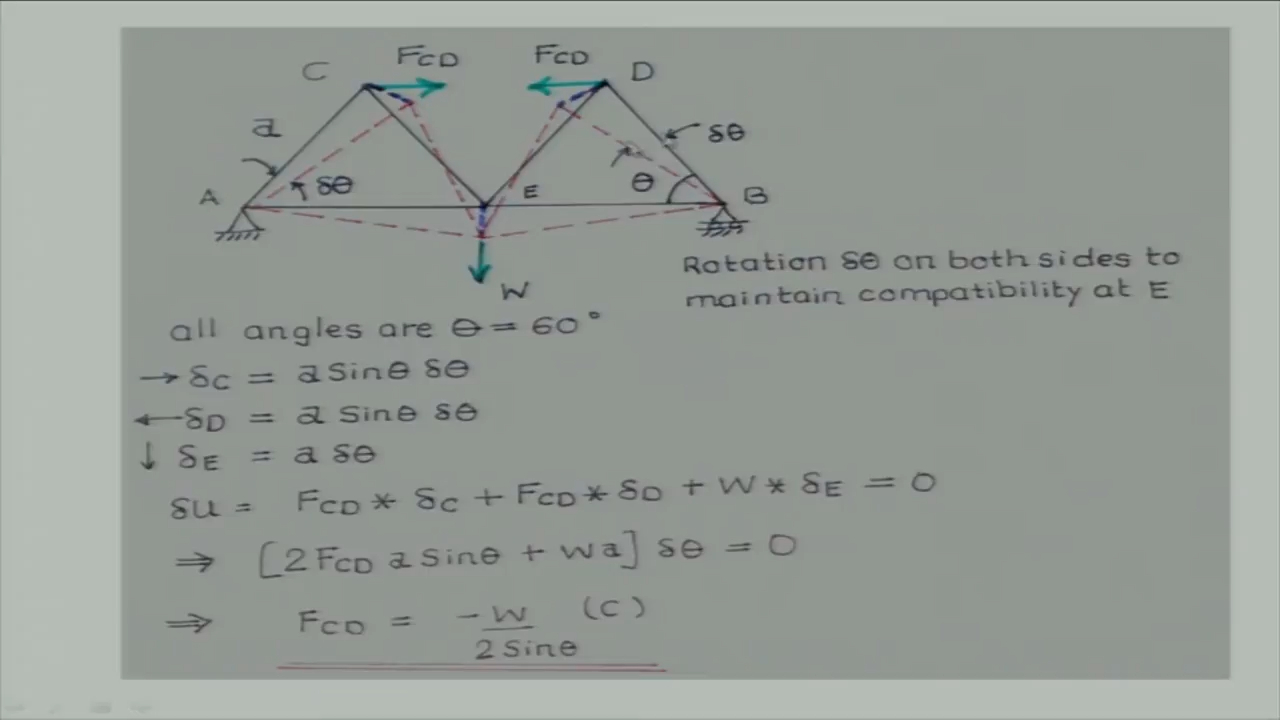 C FCD FCD D
a δθ
A δθ E θ B
W
Rotation δθ on both sides to
maintain compatibility at E
all angles are θ = 60°
→ δC = a Sinθ δθ
← δD = a Sinθ δθ
↓ δE = a δθ
δU = FCD * δC + FCD * δD + W * δE = 0
⇒ [2FCD a Sinθ + Wa] δθ = 0
⇒ FCD = -W / 2 Sinθ (C)